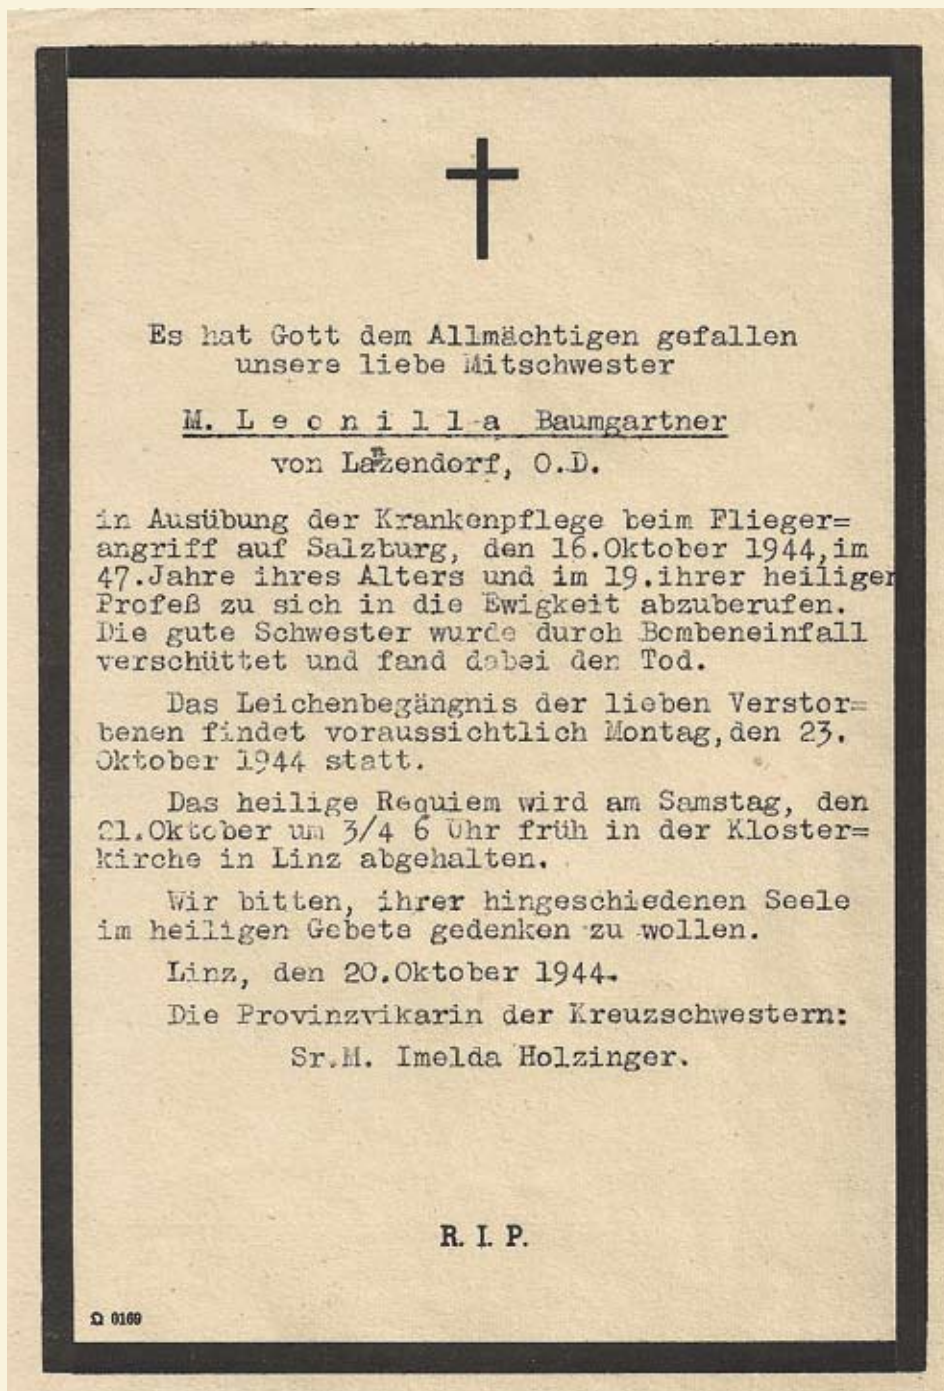 Es hat Gott dem Allmächtigen gefallen
unsere liebe Mitschwester
M. L e o n i l l a Baumgartner
von Lanzendorf, O.D.
in Ausübung der Krankenpflege beim Flieger=
angriff auf Salzburg, den 16.Oktober 1944,im
47.Jahre ihres Alters und im 19.ihrer heiligen
Profeß zu sich in die Ewigkeit abzuberufen.
Die gute Schwester wurde durch Bombeneinfall
verschüttet und fand dabei den Tod.
Das Leichenbegängnis der lieben Verstor=
benen findet voraussichtlich Montag,den 23.
Oktober 1944 statt.
Das heilige Requiem wird am Samstag, den
21.Oktober um 3/4 6 Uhr früh in der Kloster=
kirche in Linz abgehalten.
Wir bitten, ihrer hingeschiedenen Seele
im heiligen Gebete gedenken zu wollen.
Linz, den 20.Oktober 1944.
Die Provinzvikarin der Kreuzschwestern:
Sr.M. Imelda Holzinger.
R. I. P.
Ω 0169